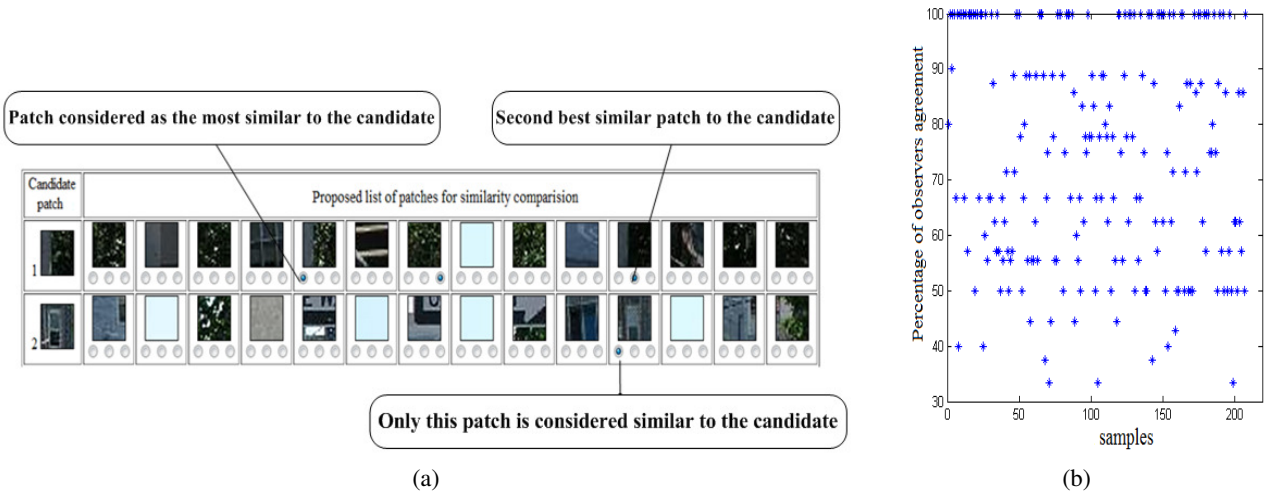 Patch considered as the most similar to the candidate
Second best similar patch to the candidate
Candidate
patch
Proposed list of patches for similarity comparision
1
2
E W
Only this patch is considered similar to the candidate
(a)
100
90
80
70
60
50
40
30
0
50
100
150
200
Percentage of observers agreement
samples
(b)